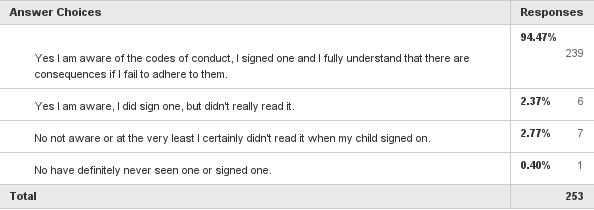 Answer Choices Responses
94.47%
239
Yes I am aware of the codes of conduct, I signed one and I fully understand that there are
consequences if I fail to adhere to them.
Yes I am aware, I did sign one, but didn't really read it. 2.37% 6
No not aware or at the very least I certainly didn't read it when my child signed on. 2.77% 7
No have definitely never seen one or signed one. 0.40% 1
Total 253